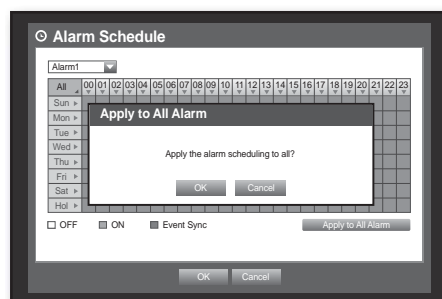 Alarm Schedule
Alarm1
All 00 01 02 03 04 05 06 07 08 09 10 11 12 13 14 15 16 17 18 19 20 21 22 23
Sun
Mon
Tue
Wed
Thu
Fri
Sat
Hol
Apply to All Alarm
Apply the alarm scheduling to all?
OK Cancel
OFF ON Event Sync Apply to All Alarm
OK Cancel